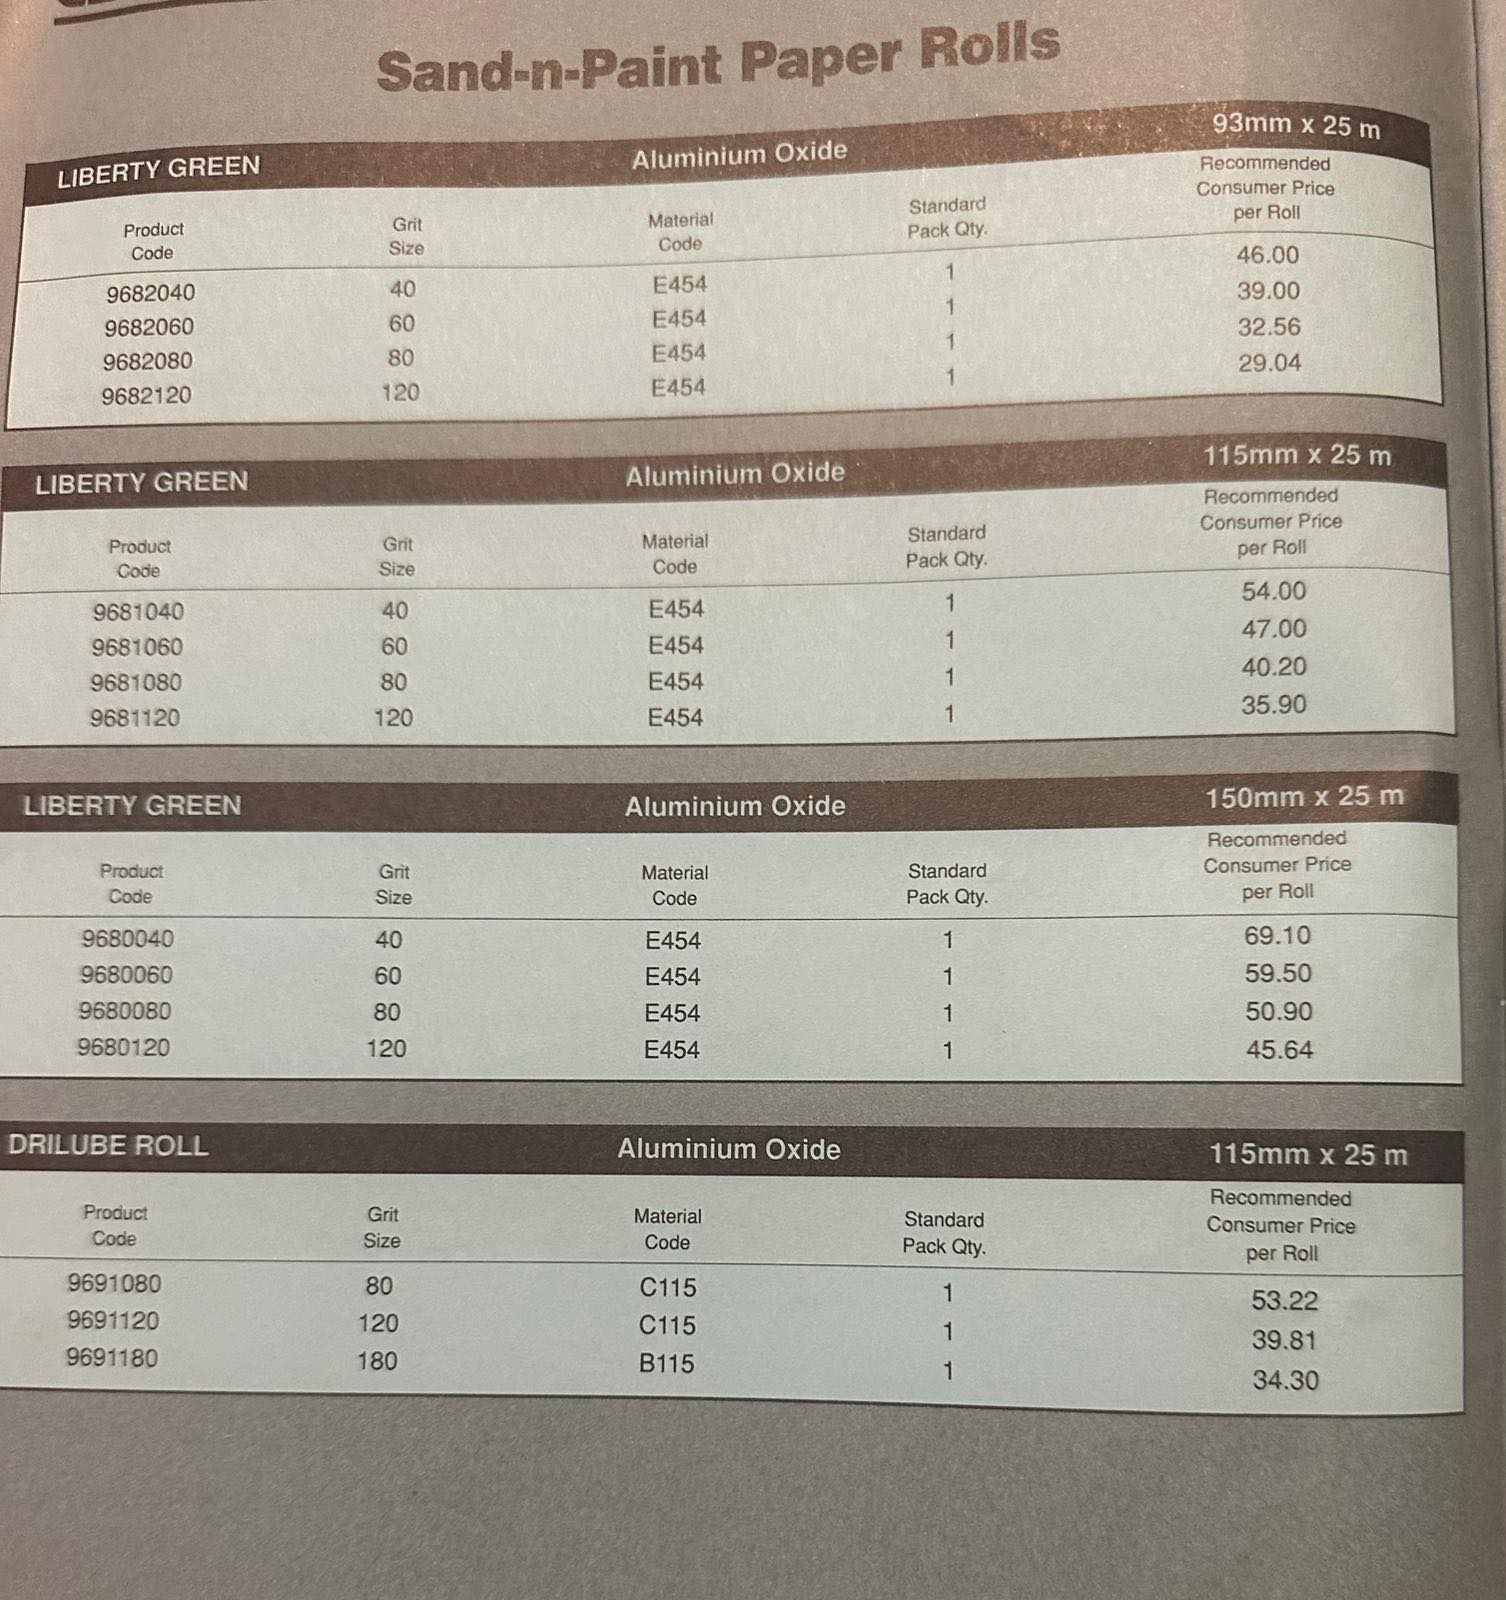 Sand-n-Paint Paper Rolls
LIBERTY GREEN Aluminium Oxide 93mm x 25 m
Product Code Grit Size Material Code Standard Pack Qty. Recommended Consumer Price per Roll
9682040 40 E454 1 46.00
9682060 60 E454 1 39.00
9682080 80 E454 1 32.56
9682120 120 E454 1 29.04
LIBERTY GREEN Aluminium Oxide 115mm x 25 m
Product Code Grit Size Material Code Standard Pack Qty. Recommended Consumer Price per Roll
9681040 40 E454 1 54.00
9681060 60 E454 1 47.00
9681080 80 E454 1 40.20
9681120 120 E454 1 35.90
LIBERTY GREEN Aluminium Oxide 150mm x 25 m
Product Code Grit Size Material Code Standard Pack Qty. Recommended Consumer Price per Roll
9680040 40 E454 1 69.10
9680060 60 E454 1 59.50
9680080 80 E454 1 50.90
9680120 120 E454 1 45.64
DRILUBE ROLL Aluminium Oxide 115mm x 25 m
Product Code Grit Size Material Code Standard Pack Qty. Recommended Consumer Price per Roll
9691080 80 C115 1 53.22
9691120 120 C115 1 39.81
9691180 180 B115 1 34.30